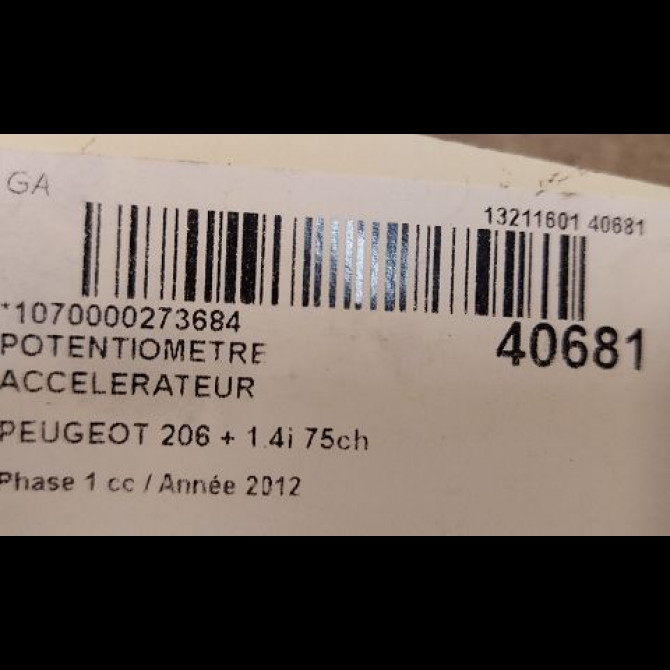 GA
13211601 40681
*1070000273684
40681
POTENTIOMETRE
ACCELERATEUR
PEUGEOT 206 + 1.4i 75ch
Phase 1 cc / Année 2012